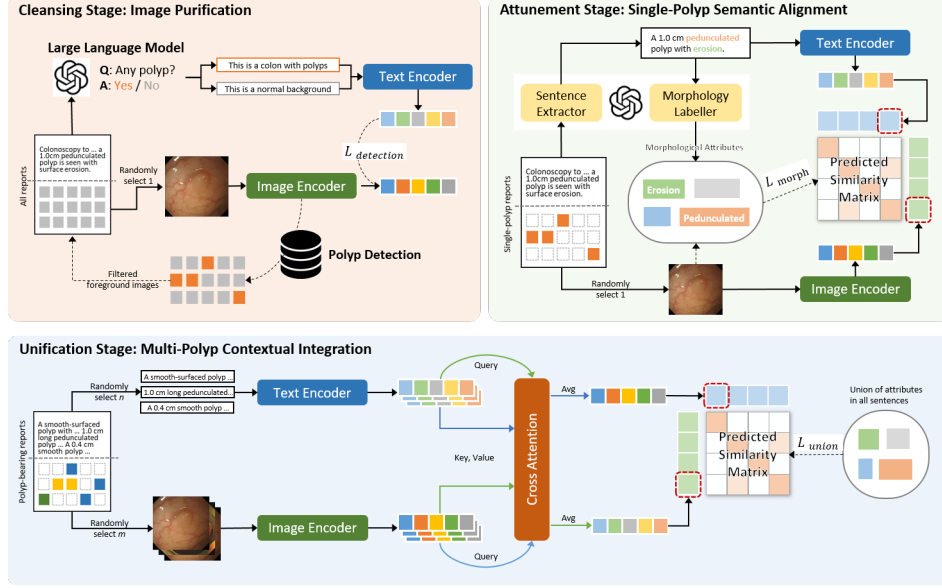 Cleansing Stage: Image Purification
Large Language Model
Q: Any polyp?
A: Yes / No
This is a colon with polyps
This is a normal background
Text Encoder
L detection
All reports
Colonoscopy to ... a
1.0cm pedunculated
polyp is seen with
surface erosion.
Randomly
select 1
Image Encoder
Polyp Detection
Filtered
foreground images
Attunement Stage: Single-Polyp Semantic Alignment
A 1.0 cm pedunculated
polyp with erosion.
Text Encoder
Sentence
Extractor
Morphology
Labeller
Morphological Attributes
Erosion
Pedunculated
L morph
Predicted
Similarity
Matrix
Single-polyp reports
Colonoscopy to ... a
1.0cm pedunculated
polyp is seen with
surface erosion.
Randomly
select 1
Image Encoder
Unification Stage: Multi-Polyp Contextual Integration
Polyp-bearing reports
Randomly
select n
A smooth-surfaced polyp ...
1.0 cm long pedunculated...
A 0.4 cm smooth polyp ...
Text Encoder
A smooth-surfaced
polyp with ... 1.0 cm
long pedunculated
polyp ... A 0.4 cm
smooth polyp ...
Randomly
select m
Image Encoder
Query
Key, Value
Query
Cross Attention
Avg
Avg
Predicted
Similarity
Matrix
L union
Union of attributes
in all sentences